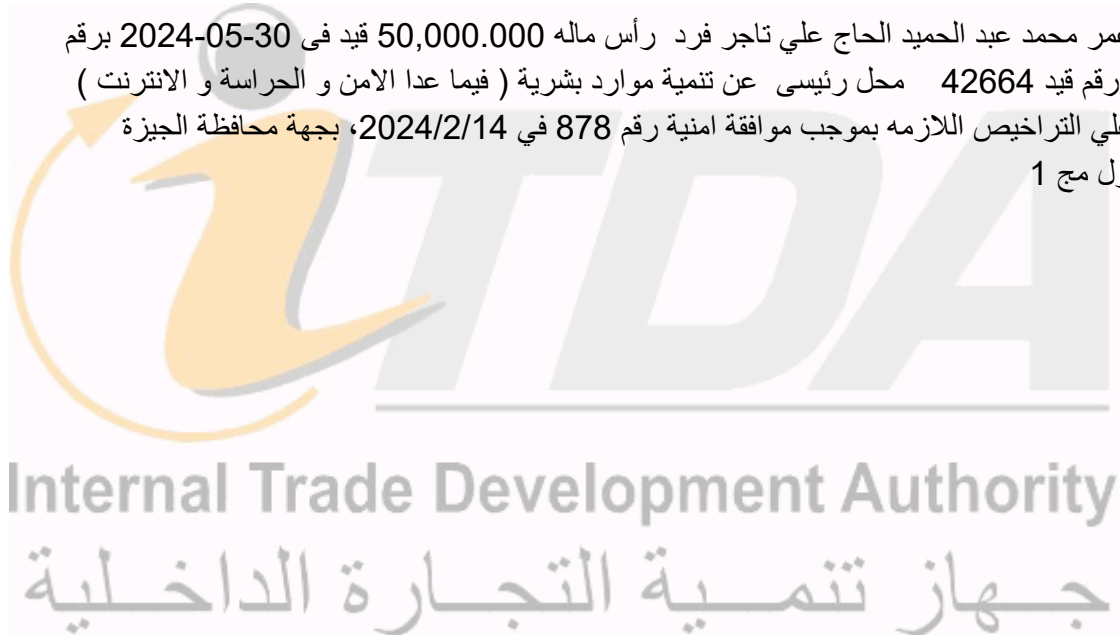 عمر محمد عبد الحميد الحاج علي تاجر فرد رأس ماله 50,000.000 قيد فى 30-05-2024 برقم
رقم قيد 42664 محل رئيسى عن تنمية موارد بشرية ( فيما عدا الامن و الحراسة و الانترنت )
التراخيص اللازمه بموجب موافقة امنية رقم 878 في 2024/2/14، بجهة محافظة الجيزة
مج 1
iTDA
Internal Trade Development Authority
جهاز تنمية التجارة الداخلية